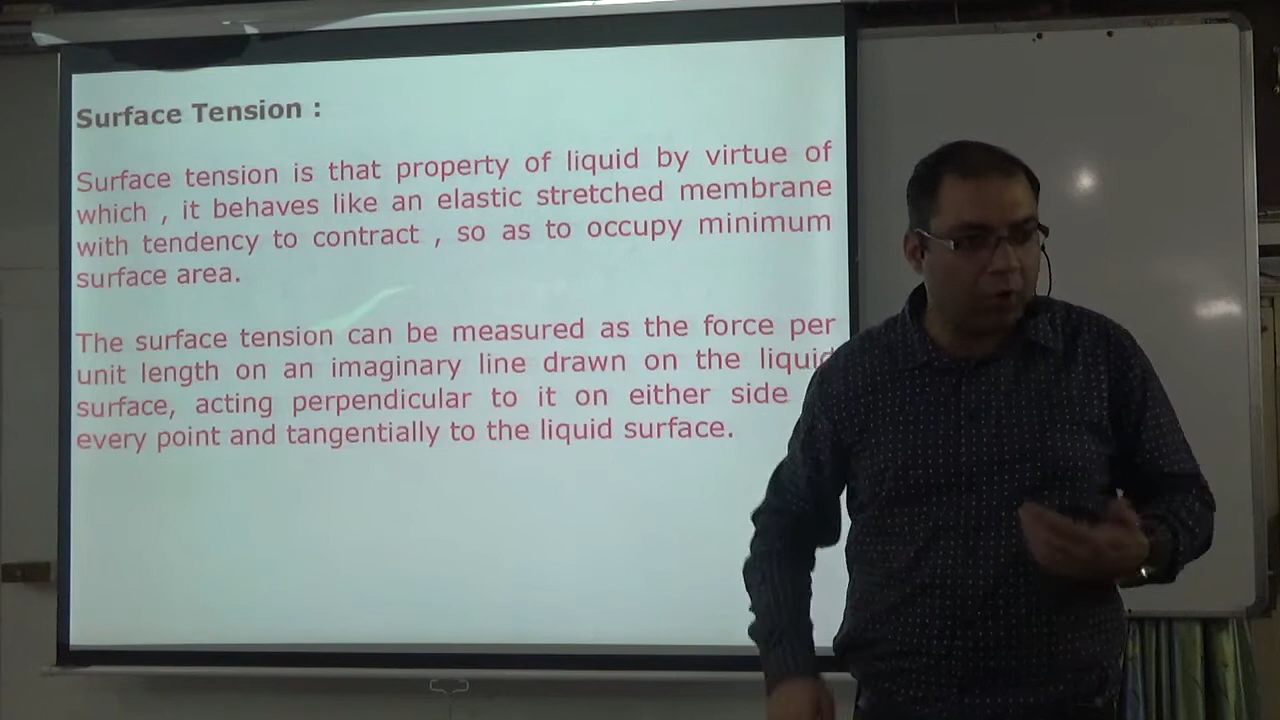 Surface Tension :
Surface tension is that property of liquid by virtue of
which , it behaves like an elastic stretched membrane
with tendency to contract , so as to occupy minimum
surface area.
The surface tension can be measured as the force per
unit length on an imaginary line drawn on the liquid
surface, acting perpendicular to it on either side
every point and tangentially to the liquid surface.